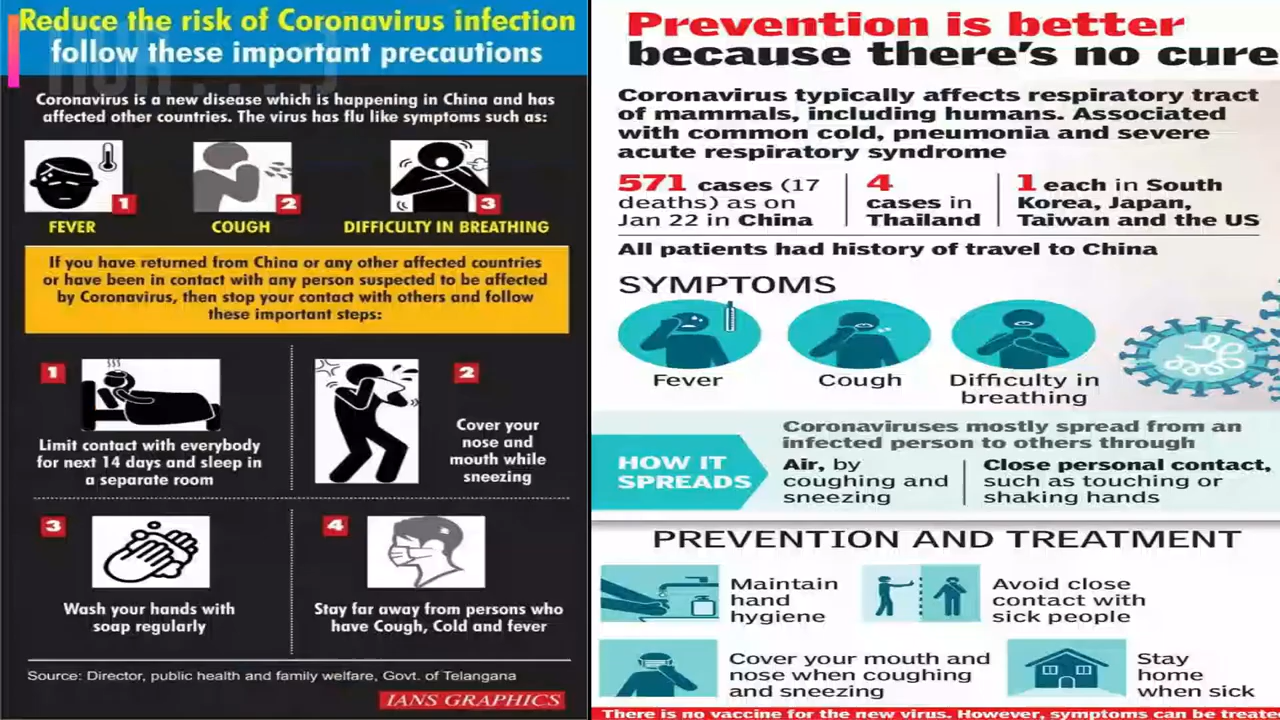 Reduce the risk of Coronavirus infection
follow these important precautions
Coronavirus is a new disease which is happening in China and has
affected other countries. The virus has flu like symptoms such as:
1
2
3
FEVER
COUGH
DIFFICULTY IN BREATHING
If you have returned from China or any other affected countries
or have been in contact with any person suspected to be affected
by Coronavirus, then stop your contact with others and follow
these important steps:
1
Limit contact with everybody
for next 14 days and sleep in
a separate room
2
Cover your
nose and
mouth while
sneezing
3
Wash your hands with
soap regularly
4
Stay far away from persons who
have Cough, Cold and fever
Source: Director, public health and family welfare, Govt. of Telangana
IANS GRAPHICS
Prevention is better
because there's no cure
Coronavirus typically affects respiratory tract
of mammals, including humans. Associated
with common cold, pneumonia and severe
acute respiratory syndrome
571 cases (17
deaths) as on
Jan 22 in China
4
cases in
Thailand
1 each in South
Korea, Japan,
Taiwan and the US
All patients had history of travel to China
SYMPTOMS
Fever
Cough
Difficulty in
breathing
HOW IT
SPREADS
Coronaviruses mostly spread from an
infected person to others through
Air, by
coughing and
sneezing
Close personal contact,
such as touching or
shaking hands
PREVENTION AND TREATMENT
Maintain
hand
hygiene
Avoid close
contact with
sick people
Cover your mouth and
nose when coughing
and sneezing
Stay
home
when sick
There is no vaccine for the new virus. However, symptoms can be treate